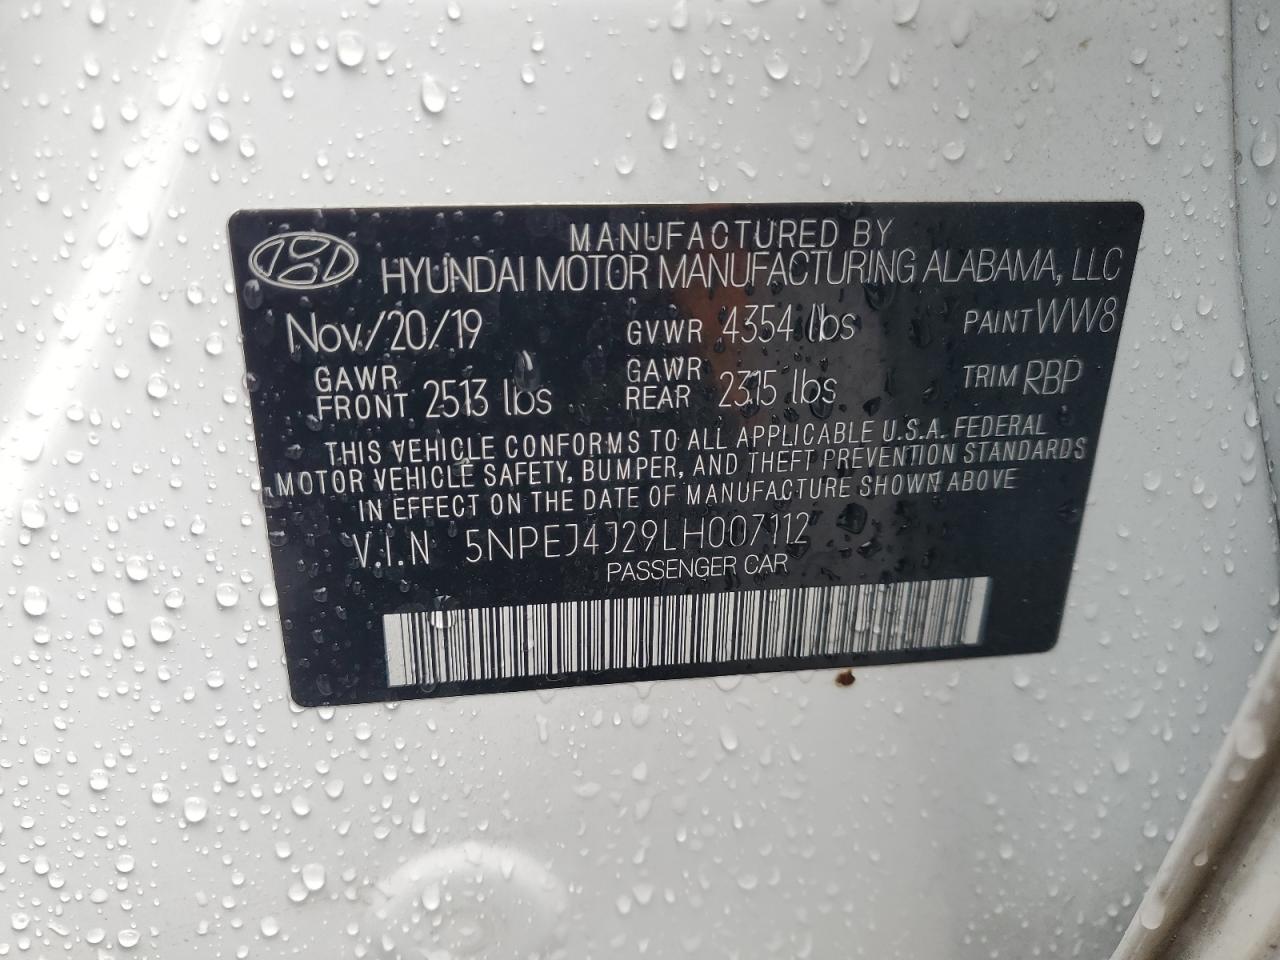 MANUFACTURED BY
HYUNDAI MOTOR MANUFACTURING ALABAMA, LLC
Nov/20/19 GVWR 4354 lbs PAINT WW8
GAWR FRONT 2513 lbs GAWR REAR 2315 lbs TRIM RBP
THIS VEHICLE CONFORMS TO ALL APPLICABLE U.S.A. FEDERAL
MOTOR VEHICLE SAFETY, BUMPER, AND THEFT PREVENTION STANDARDS
IN EFFECT ON THE DATE OF MANUFACTURE SHOWN ABOVE
V.I.N 5NPEJ4J29LH007112
PASSENGER CAR